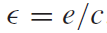 ϵ = e/c